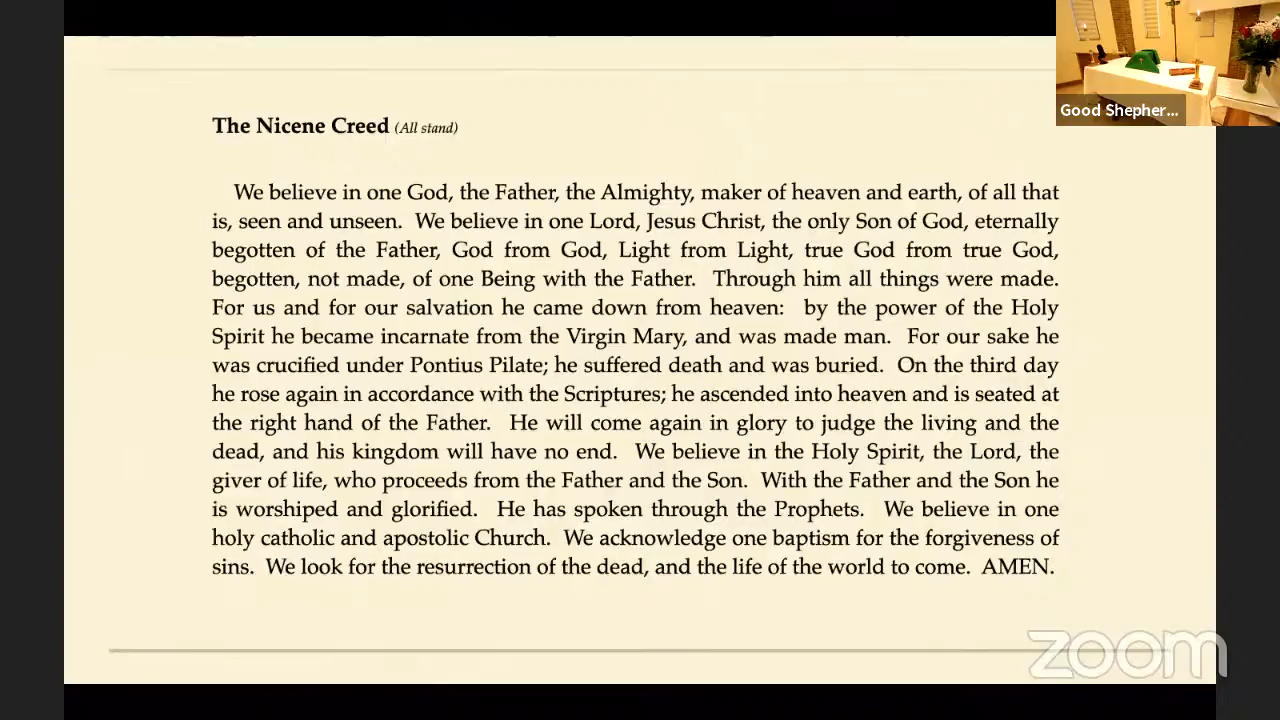 The Nicene Creed (All stand)
Good Shepher...
We believe in one God, the Father, the Almighty, maker of heaven and earth, of all that
is, seen and unseen.  We believe in one Lord, Jesus Christ, the only Son of God, eternally
begotten of the Father, God from God, Light from Light, true God from true God,
begotten, not made, of one Being with the Father.  Through him all things were made.
For us and for our salvation he came down from heaven:  by the power of the Holy
Spirit he became incarnate from the Virgin Mary, and was made man.  For our sake he
was crucified under Pontius Pilate; he suffered death and was buried.  On the third day
he rose again in accordance with the Scriptures; he ascended into heaven and is seated at
the right hand of the Father.  He will come again in glory to judge the living and the
dead, and his kingdom will have no end.  We believe in the Holy Spirit, the Lord, the
giver of life, who proceeds from the Father and the Son.  With the Father and the Son he
is worshiped and glorified.  He has spoken through the Prophets.  We believe in one
holy catholic and apostolic Church.  We acknowledge one baptism for the forgiveness of
sins.  We look for the resurrection of the dead, and the life of the world to come.  AMEN.
zoom